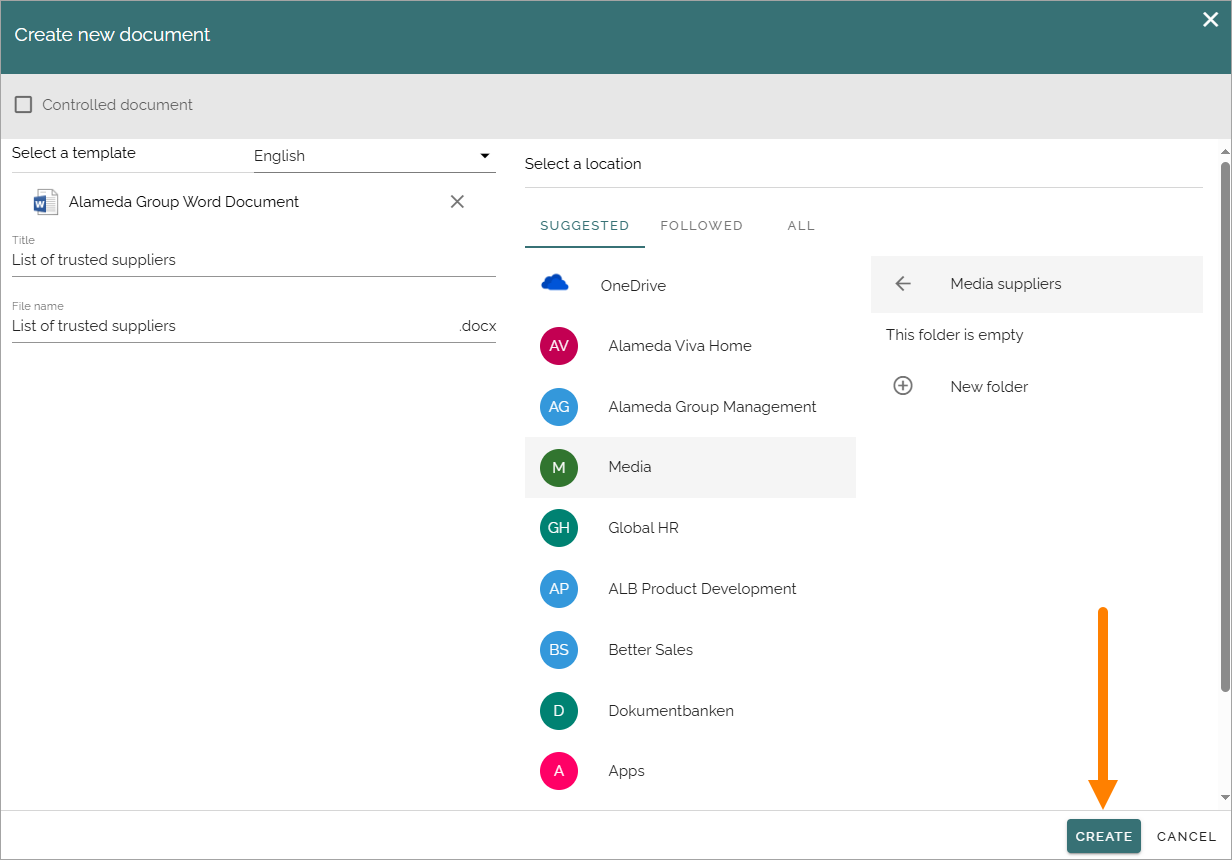 Create new document
Controlled document
Select a template
English
W
Alameda Group Word Document
Title
List of trusted suppliers
File name
List of trusted suppliers .docx
Select a location
SUGGESTED FOLLOWED ALL
OneDrive
AV Alameda Viva Home
AG Alameda Group Management
M Media
GH Global HR
AP ALB Product Development
BS Better Sales
D Dokumentbanken
A Apps
Media suppliers
This folder is empty
New folder
CREATE CANCEL